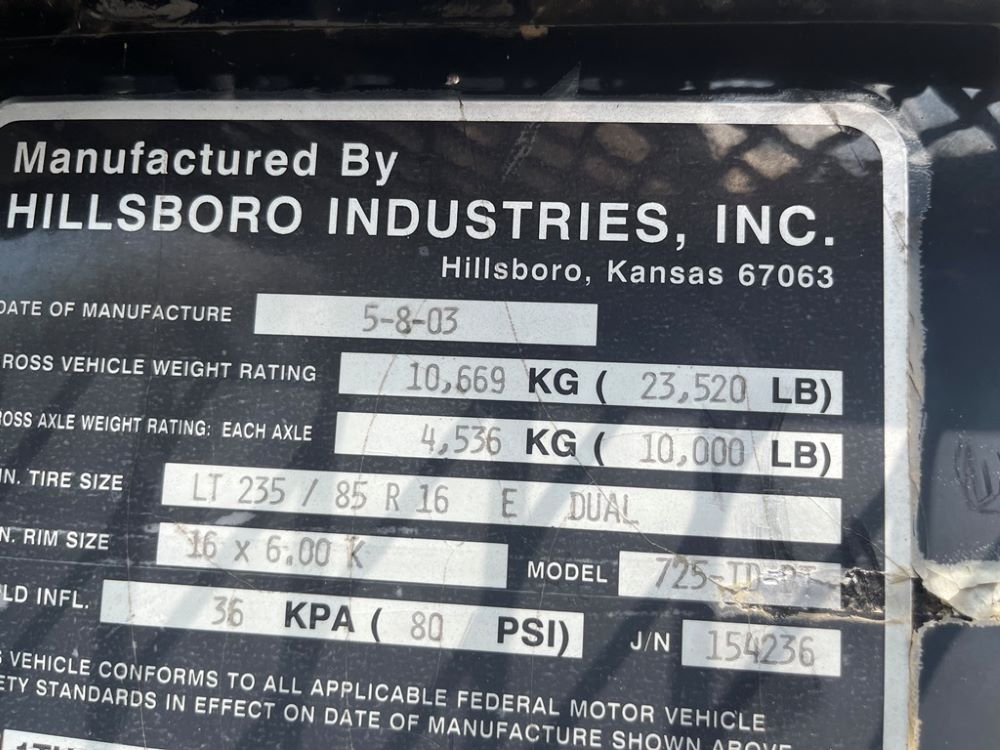 Manufactured By
HILLSBORO INDUSTRIES, INC.
Hillsboro, Kansas 67063
DATE OF MANUFACTURE 5-8-03
ROSS VEHICLE WEIGHT RATING 10,669 KG ( 23,520 LB)
OSS AXLE WEIGHT RATING: EACH AXLE 4,536 KG ( 10,000 LB)
N. TIRE SIZE LT 235 / 85 R 16 E DUAL
N. RIM SIZE 16 x 6.00 K MODEL
LD INFL. 36 KPA ( 80 PSI) J/N 154236
S VEHICLE CONFORMS TO ALL APPLICABLE FEDERAL MOTOR VEHICLE
ETY STANDARDS IN EFFECT ON DATE OF MANUFACTURE SHOWN ABOVE